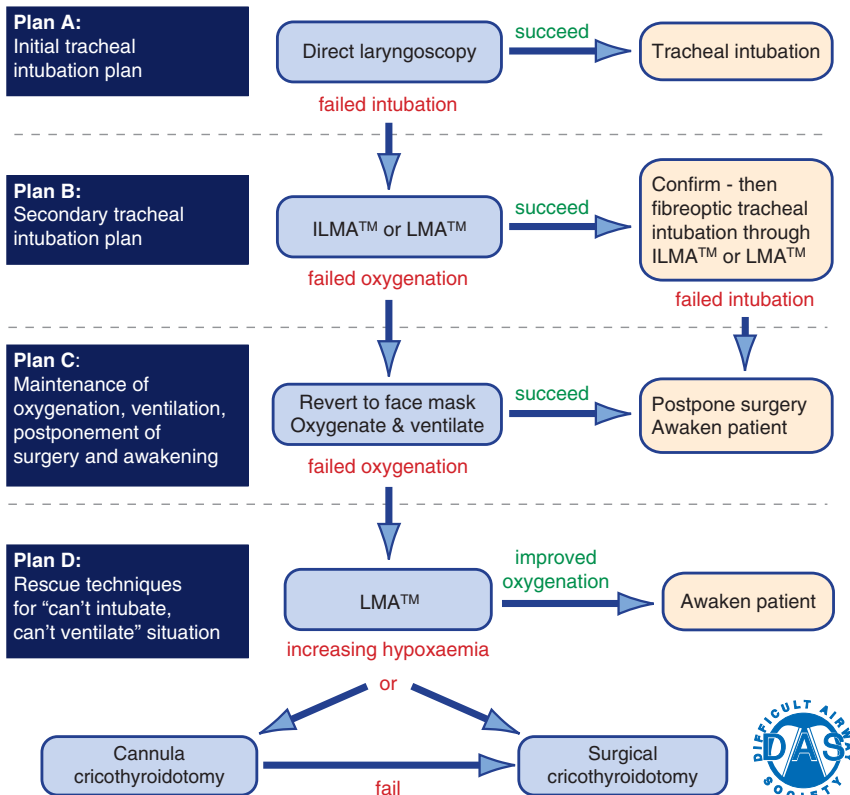 Plan A:
Initial tracheal
intubation plan
Direct laryngoscopy
succeed
Tracheal intubation
failed intubation
Plan B:
Secondary tracheal
intubation plan
ILMA™ or LMA™
succeed
Confirm - then
fibreoptic tracheal
intubation through
ILMA™ or LMA™
failed oxygenation
failed intubation
Plan C:
Maintenance of
oxygenation, ventilation,
postponement of
surgery and awakening
Revert to face mask
Oxygenate & ventilate
succeed
Postpone surgery
Awaken patient
failed oxygenation
Plan D:
Rescue techniques
for “can’t intubate,
can’t ventilate” situation
LMA™
improved
oxygenation
Awaken patient
increasing hypoxaemia
or
Cannula
cricothyroidotomy
fail
Surgical
cricothyroidotomy
DIFFICULT AIRWAY
DAS
SOCIETY